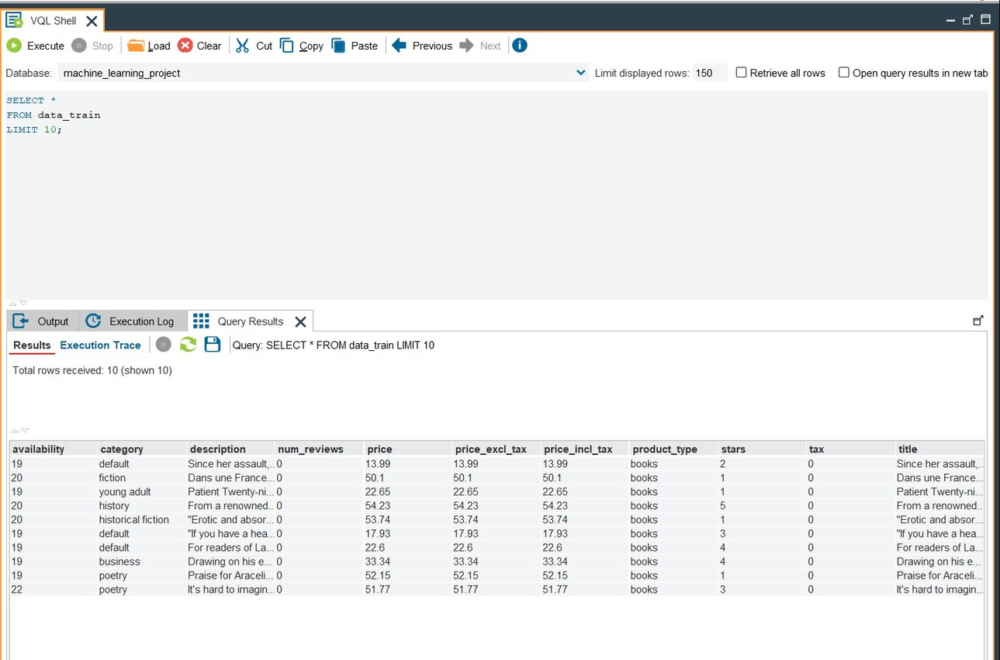 VQL Shell
Execute Stop Load Clear Cut Copy Paste Previous Next
Database: machine_learning_project Limit displayed rows: 150 Retrieve all rows Open query results in new tab
SELECT *
FROM data_train
LIMIT 10;
Output Execution Log Query Results
Results Execution Trace Query: SELECT * FROM data_train LIMIT 10
Total rows received: 10 (shown 10)
availability category description num_reviews price price_excl_tax price_incl_tax product_type stars tax title
19 default Since her assault,... 0 13.99 13.99 13.99 books 2 0 Since her assault,...
20 fiction Dans une France... 0 50.1 50.1 50.1 books 1 0 Dans une France...
19 young adult Patient Twenty-ni... 0 22.65 22.65 22.65 books 1 0 Patient Twenty-ni...
20 history From a renowned... 0 54.23 54.23 54.23 books 5 0 From a renowned...
20 historical fiction "Erotic and absor... 0 53.74 53.74 53.74 books 1 0 "Erotic and absor...
19 default "If you have a hea... 0 17.93 17.93 17.93 books 3 0 "If you have a hea...
19 default For readers of La... 0 22.6 22.6 22.6 books 4 0 For readers of La...
19 business Drawing on his e... 0 33.34 33.34 33.34 books 4 0 Drawing on his e...
19 poetry Praise for Araceli... 0 52.15 52.15 52.15 books 1 0 Praise for Araceli...
22 poetry It's hard to imagin... 0 51.77 51.77 51.77 books 3 0 It's hard to imagin...